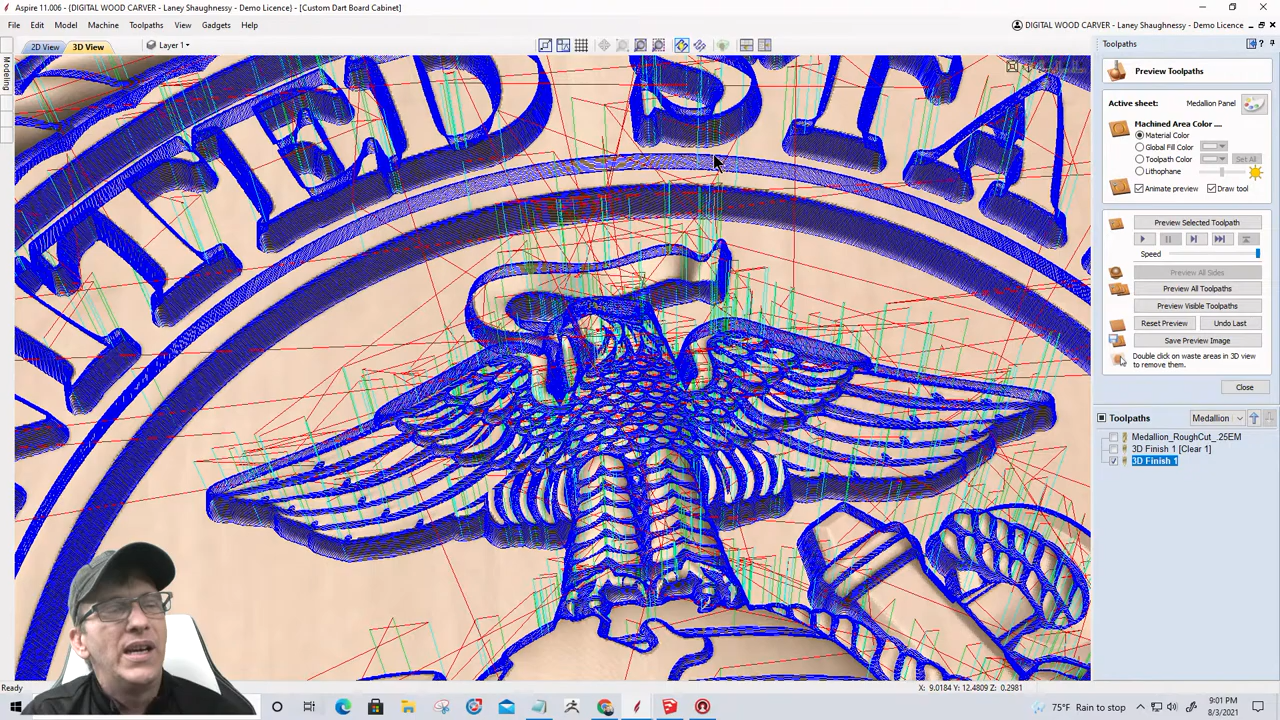 Aspire 11.006 - {DIGITAL WOOD CARVER - Laney Shaughnessy - Demo Licence} - [Custom Dart Board Cabinet]
File Edit Model Machine Toolpaths View Gadgets Help
DIGITAL WOOD CARVER - Laney Shaughnessy - Demo Licence
2D View 3D View Layer 1
Modeling
TED STA
Toolpaths
Preview Toolpaths
Active sheet: Medallion Panel
Machined Area Color ....
Material Color
Global Fill Color
Toolpath Color Set All
Lithophane
Animate preview Draw tool
Preview Selected Toolpath
Speed
Preview All Sides
Preview All Toolpaths
Preview Visible Toolpaths
Reset Preview Undo Last
Save Preview Image
Double click on waste areas in 3D view
to remove them.
Close
Toolpaths Medallion
Medallion_RoughCut_.25EM
3D Finish 1 [Clear 1]
3D Finish 1
Ready
X: 9.0184 Y: 12.4809 Z: 0.2981
75°F Rain to stop
9:01 PM
8/3/2021